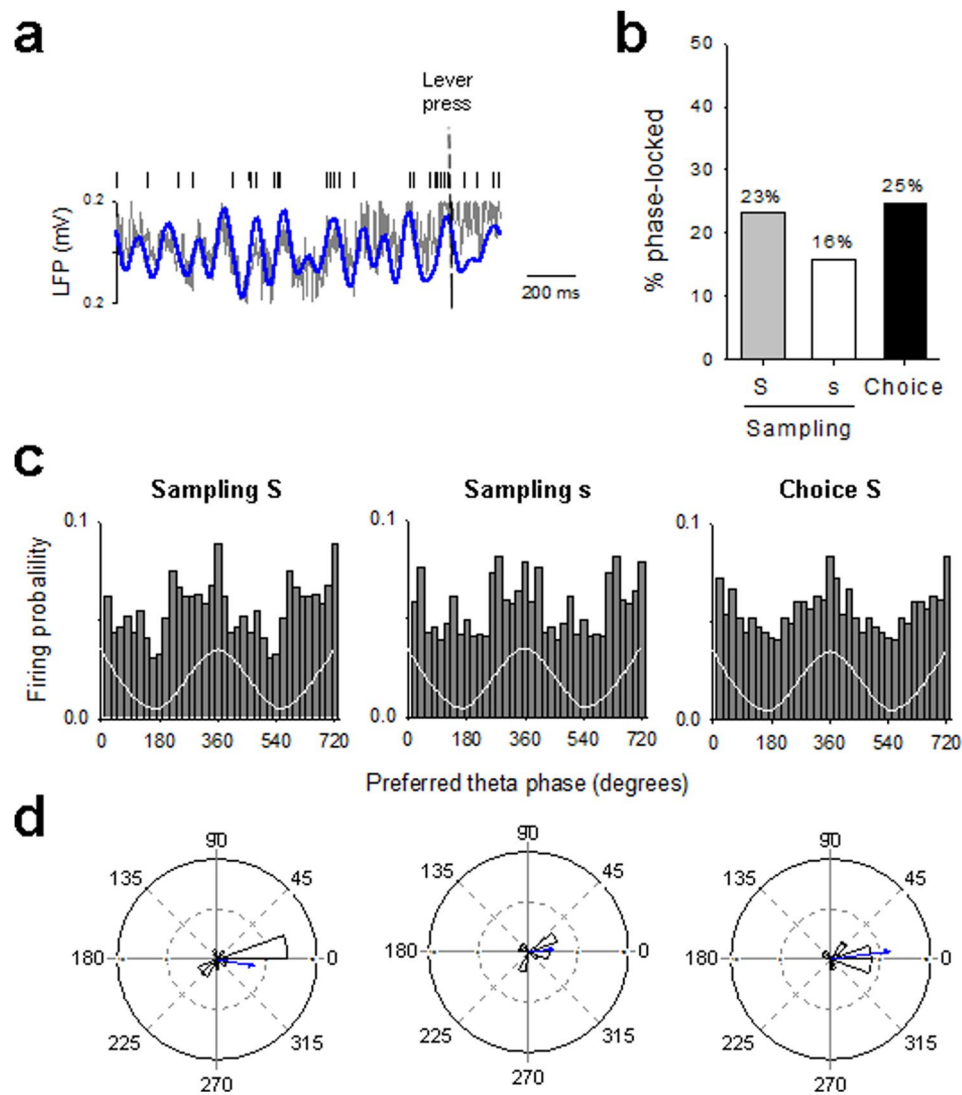 a
Lever
press
0.2
LFP (mV)
0.2
200 ms
b
50
40
30
20
10
0
% phase-locked
23%
16%
25%
S
s
Choice
Sampling
c
Sampling S
Sampling s
Choice S
0.1
0.1
0.1
Firing probalility
0.0
0.0
0.0
0 180 360 540 720
0 180 360 540 720
0 180 360 540 720
Preferred theta phase (degrees)
d
90
135
45
180
0
225
315
270
90
135
45
180
0
225
315
270
90
135
45
180
0
225
315
270